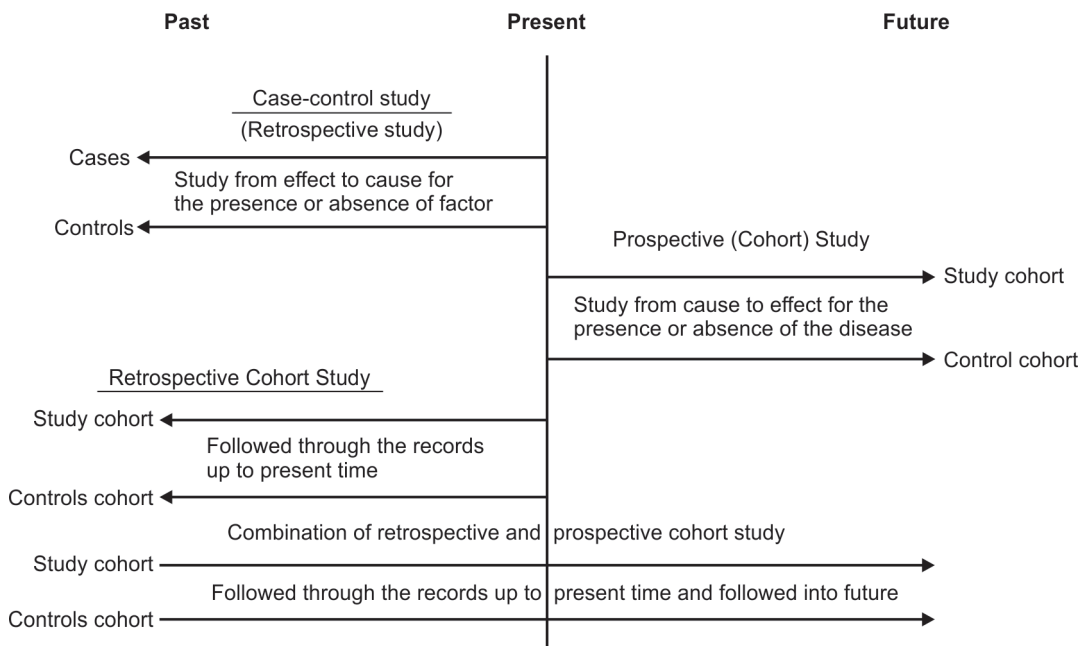 Past Present Future
Case-control study
(Retrospective study)
Cases
Study from effect to cause for
the presence or absence of factor
Controls
Prospective (Cohort) Study
Study cohort
Study from cause to effect for the
presence or absence of the disease
Control cohort
Retrospective Cohort Study
Study cohort
Followed through the records
up to present time
Controls cohort
Combination of retrospective and prospective cohort study
Study cohort
Followed through the records up to present time and followed into future
Controls cohort